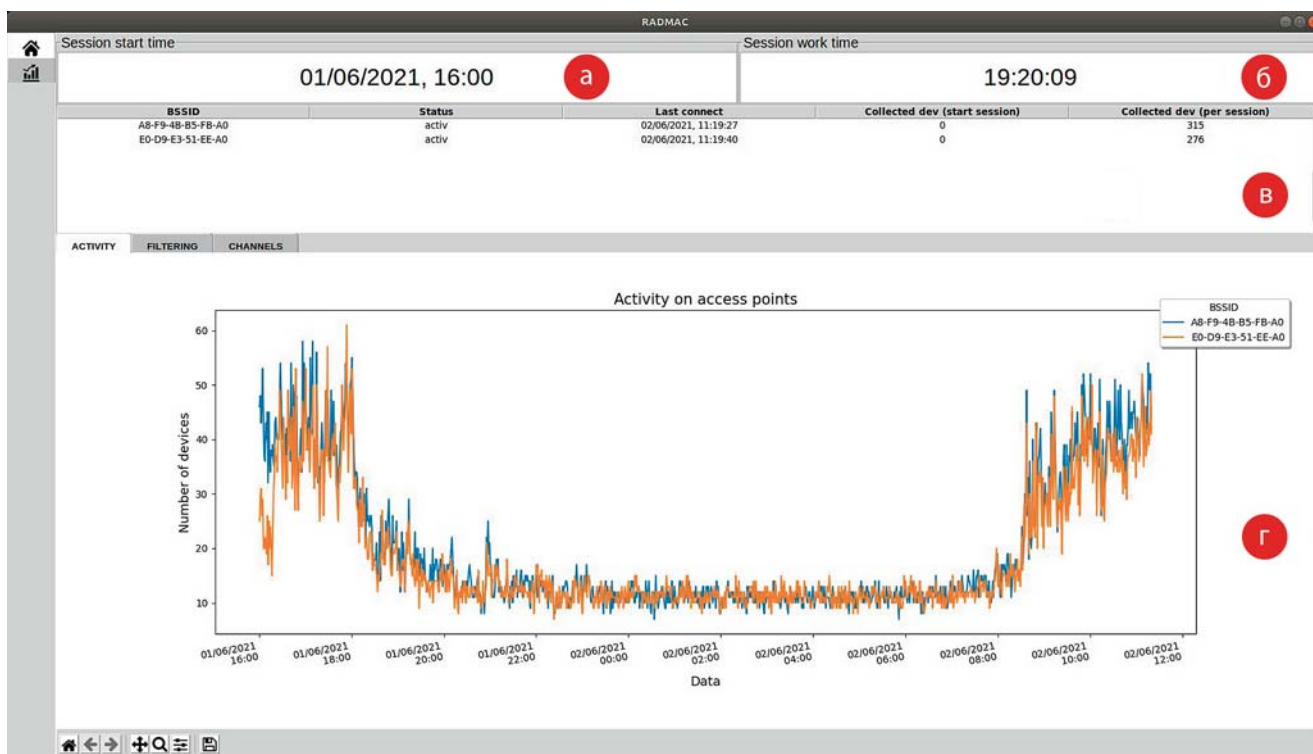 RADMAC
Session start time
Session work time
01/06/2021, 16:00
а
19:20:09
б
BSSID Status Last connect Collected dev (start session) Collected dev (per session)
A8-F9-4B-B5-FB-A0 activ 02/06/2021, 11:19:27 0 315
E0-D9-E3-51-EE-A0 activ 02/06/2021, 11:19:40 0 276
в
ACTIVITY FILTERING CHANNELS
Activity on access points
BSSID
A8-F9-4B-B5-FB-A0
E0-D9-E3-51-EE-A0
Number of devices
60
50
40
30
20
10
г
01/06/2021 16:00
01/06/2021 18:00
01/06/2021 20:00
01/06/2021 22:00
02/06/2021 00:00
02/06/2021 02:00
02/06/2021 04:00
02/06/2021 06:00
02/06/2021 08:00
02/06/2021 10:00
02/06/2021 12:00
Data